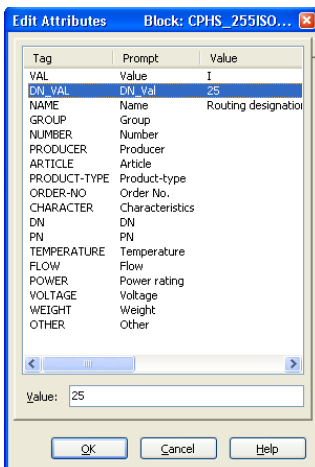 Edit Attributes Block: CPHS_255ISO...
Tag Prompt Value
VAL Value I
DN_VAL DN_Val 25
NAME Name Routing designation
GROUP Group
NUMBER Number
PRODUCER Producer
ARTICLE Article
PRODUCT-TYPE Product-type
ORDER-NO Order No.
CHARACTER Characteristics
DN DN
PN PN
TEMPERATURE Temperature
FLOW Flow
POWER Power rating
VOLTAGE Voltage
WEIGHT Weight
OTHER Other
Value: 25
OK Cancel Help